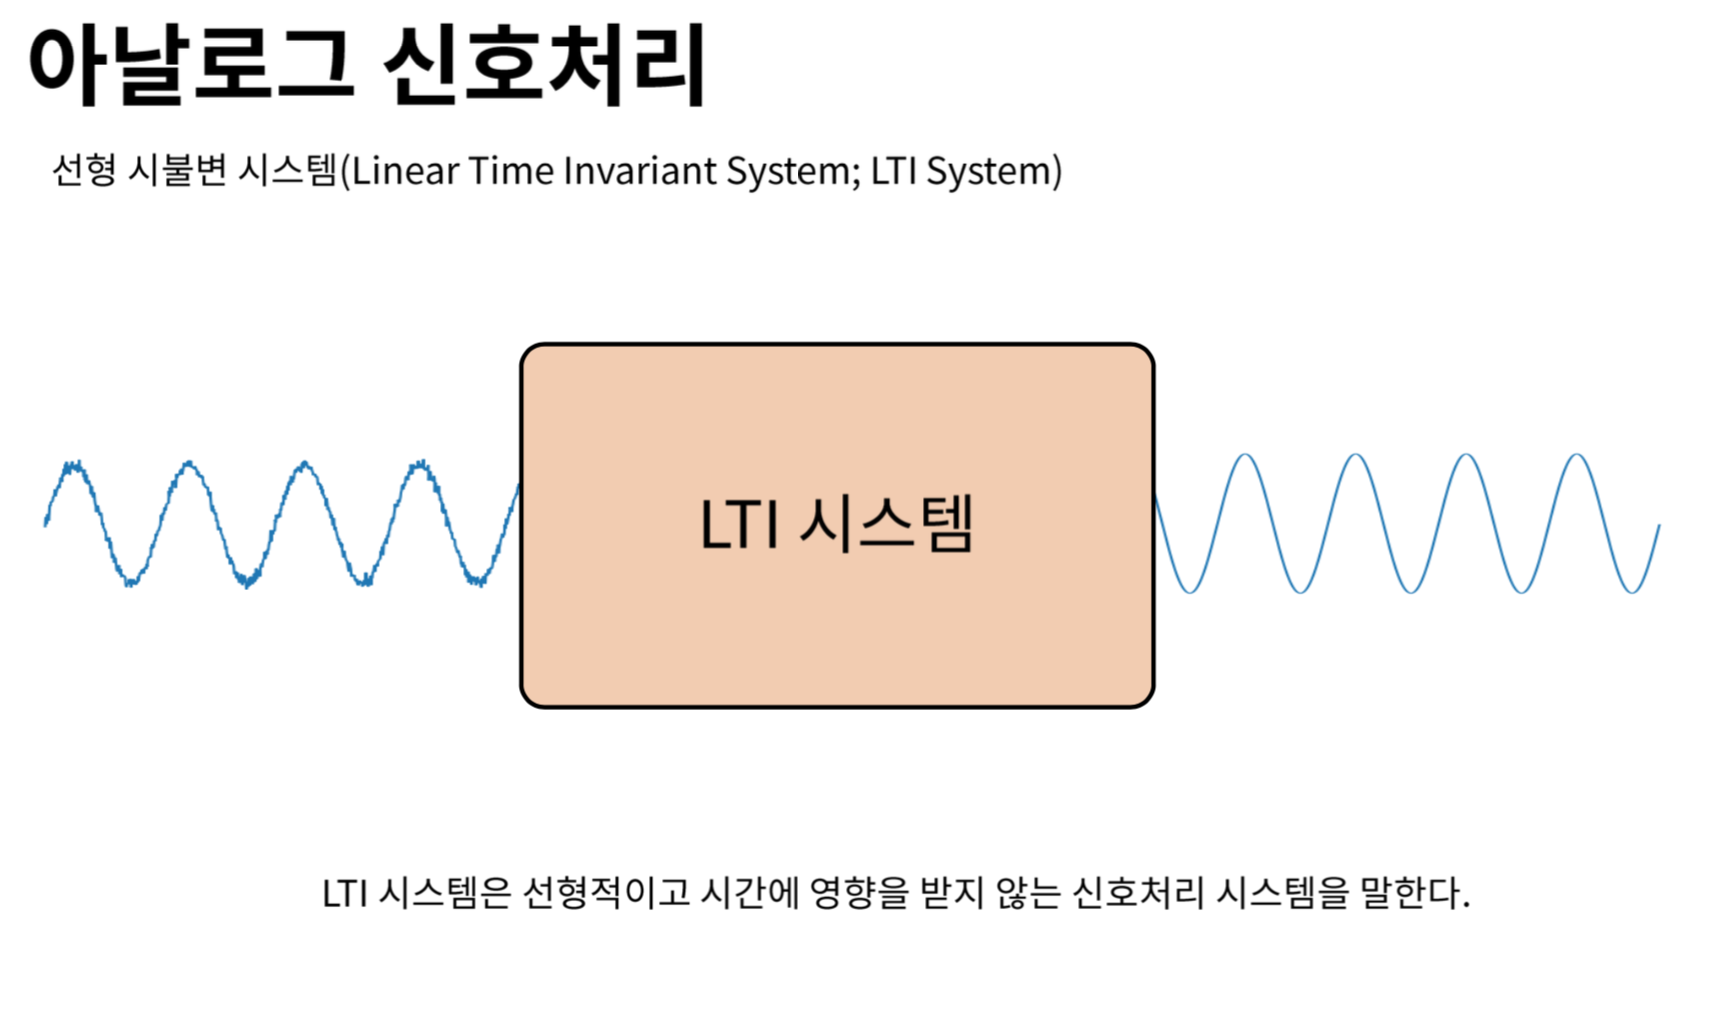 아날로그 신호처리
선형 시불변 시스템(Linear Time Invariant System; LTI System)
LTI 시스템
LTI 시스템은 선형적이고 시간에 영향을 받지 않는 신호처리 시스템을 말한다.